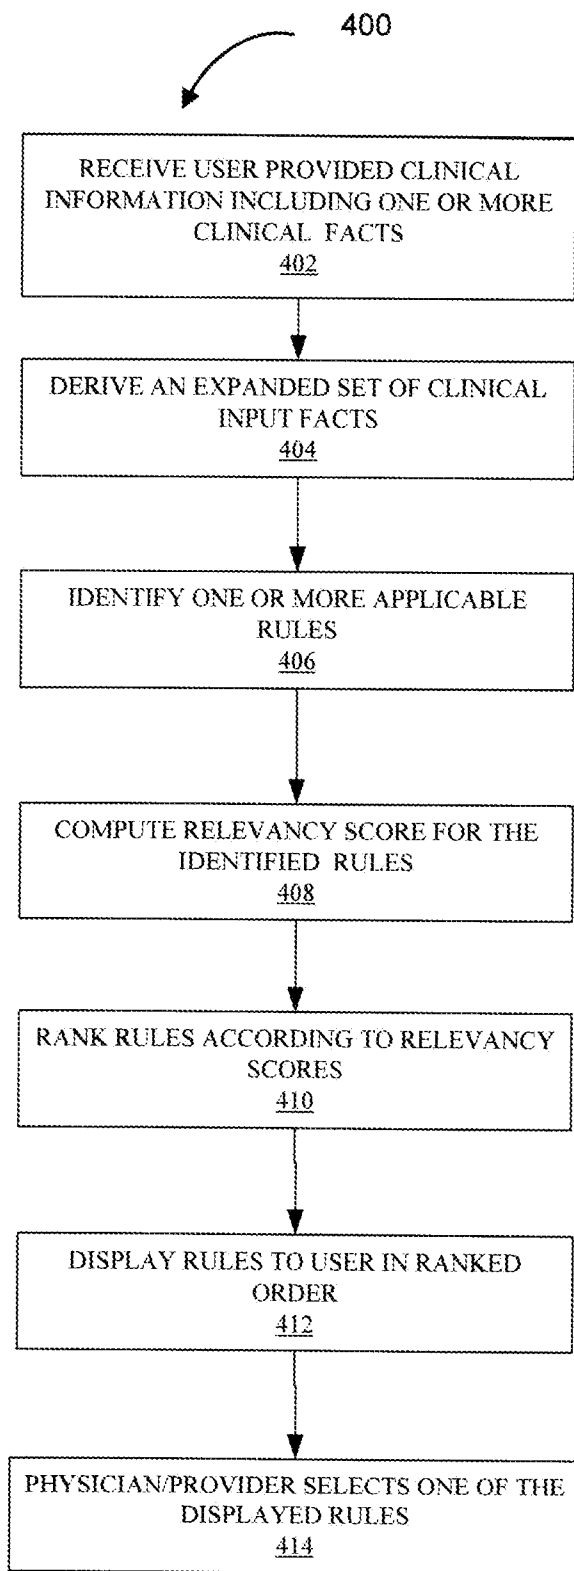 400
RECEIVE USER PROVIDED CLINICAL
INFORMATION INCLUDING ONE OR MORE
CLINICAL FACTS
402
DERIVE AN EXPANDED SET OF CLINICAL
INPUT FACTS
404
IDENTIFY ONE OR MORE APPLICABLE
RULES
406
COMPUTE RELEVANCY SCORE FOR THE
IDENTIFIED RULES
408
RANK RULES ACCORDING TO RELEVANCY
SCORES
410
DISPLAY RULES TO USER IN RANKED
ORDER
412
PHYSICIAN/PROVIDER SELECTS ONE OF THE
DISPLAYED RULES
414